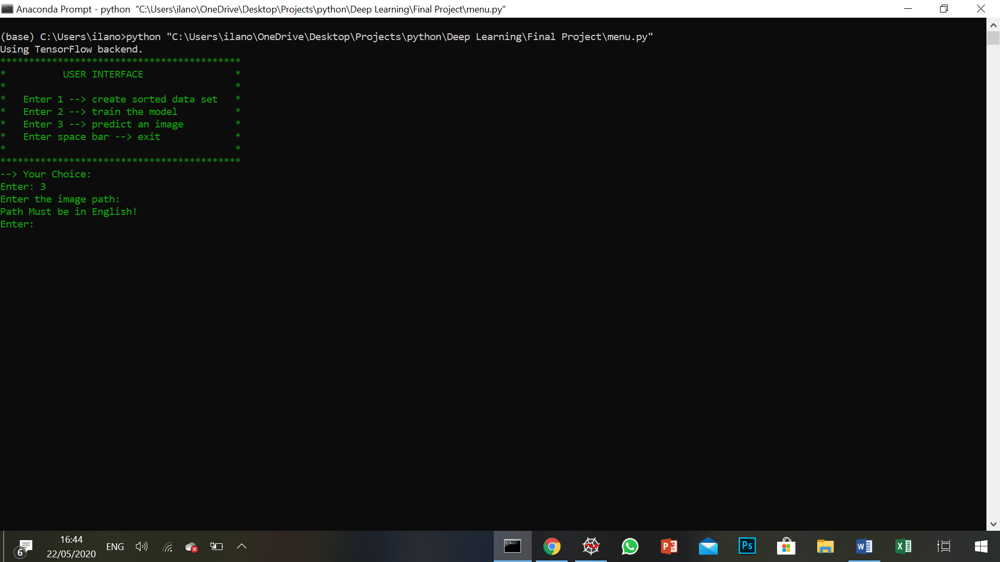 Anaconda Prompt - python  "C:\Users\ilano\OneDrive\Desktop\Projects\python\Deep Learning\Final Project\menu.py"
(base) C:\Users\ilano>python "C:\Users\ilano\OneDrive\Desktop\Projects\python\Deep Learning\Final Project\menu.py"
Using TensorFlow backend.
******************************************
*          USER INTERFACE                *
*                                        *
*   Enter 1 --> create sorted data set   *
*   Enter 2 --> train the model          *
*   Enter 3 --> predict an image         *
*   Enter space bar --> exit             *
*                                        *
******************************************
--> Your Choice:
Enter: 3
Enter the image path:
Path Must be in English!
Enter:
6
16:44
22/05/2020
ENG
C:\_
P
Ps
W
X